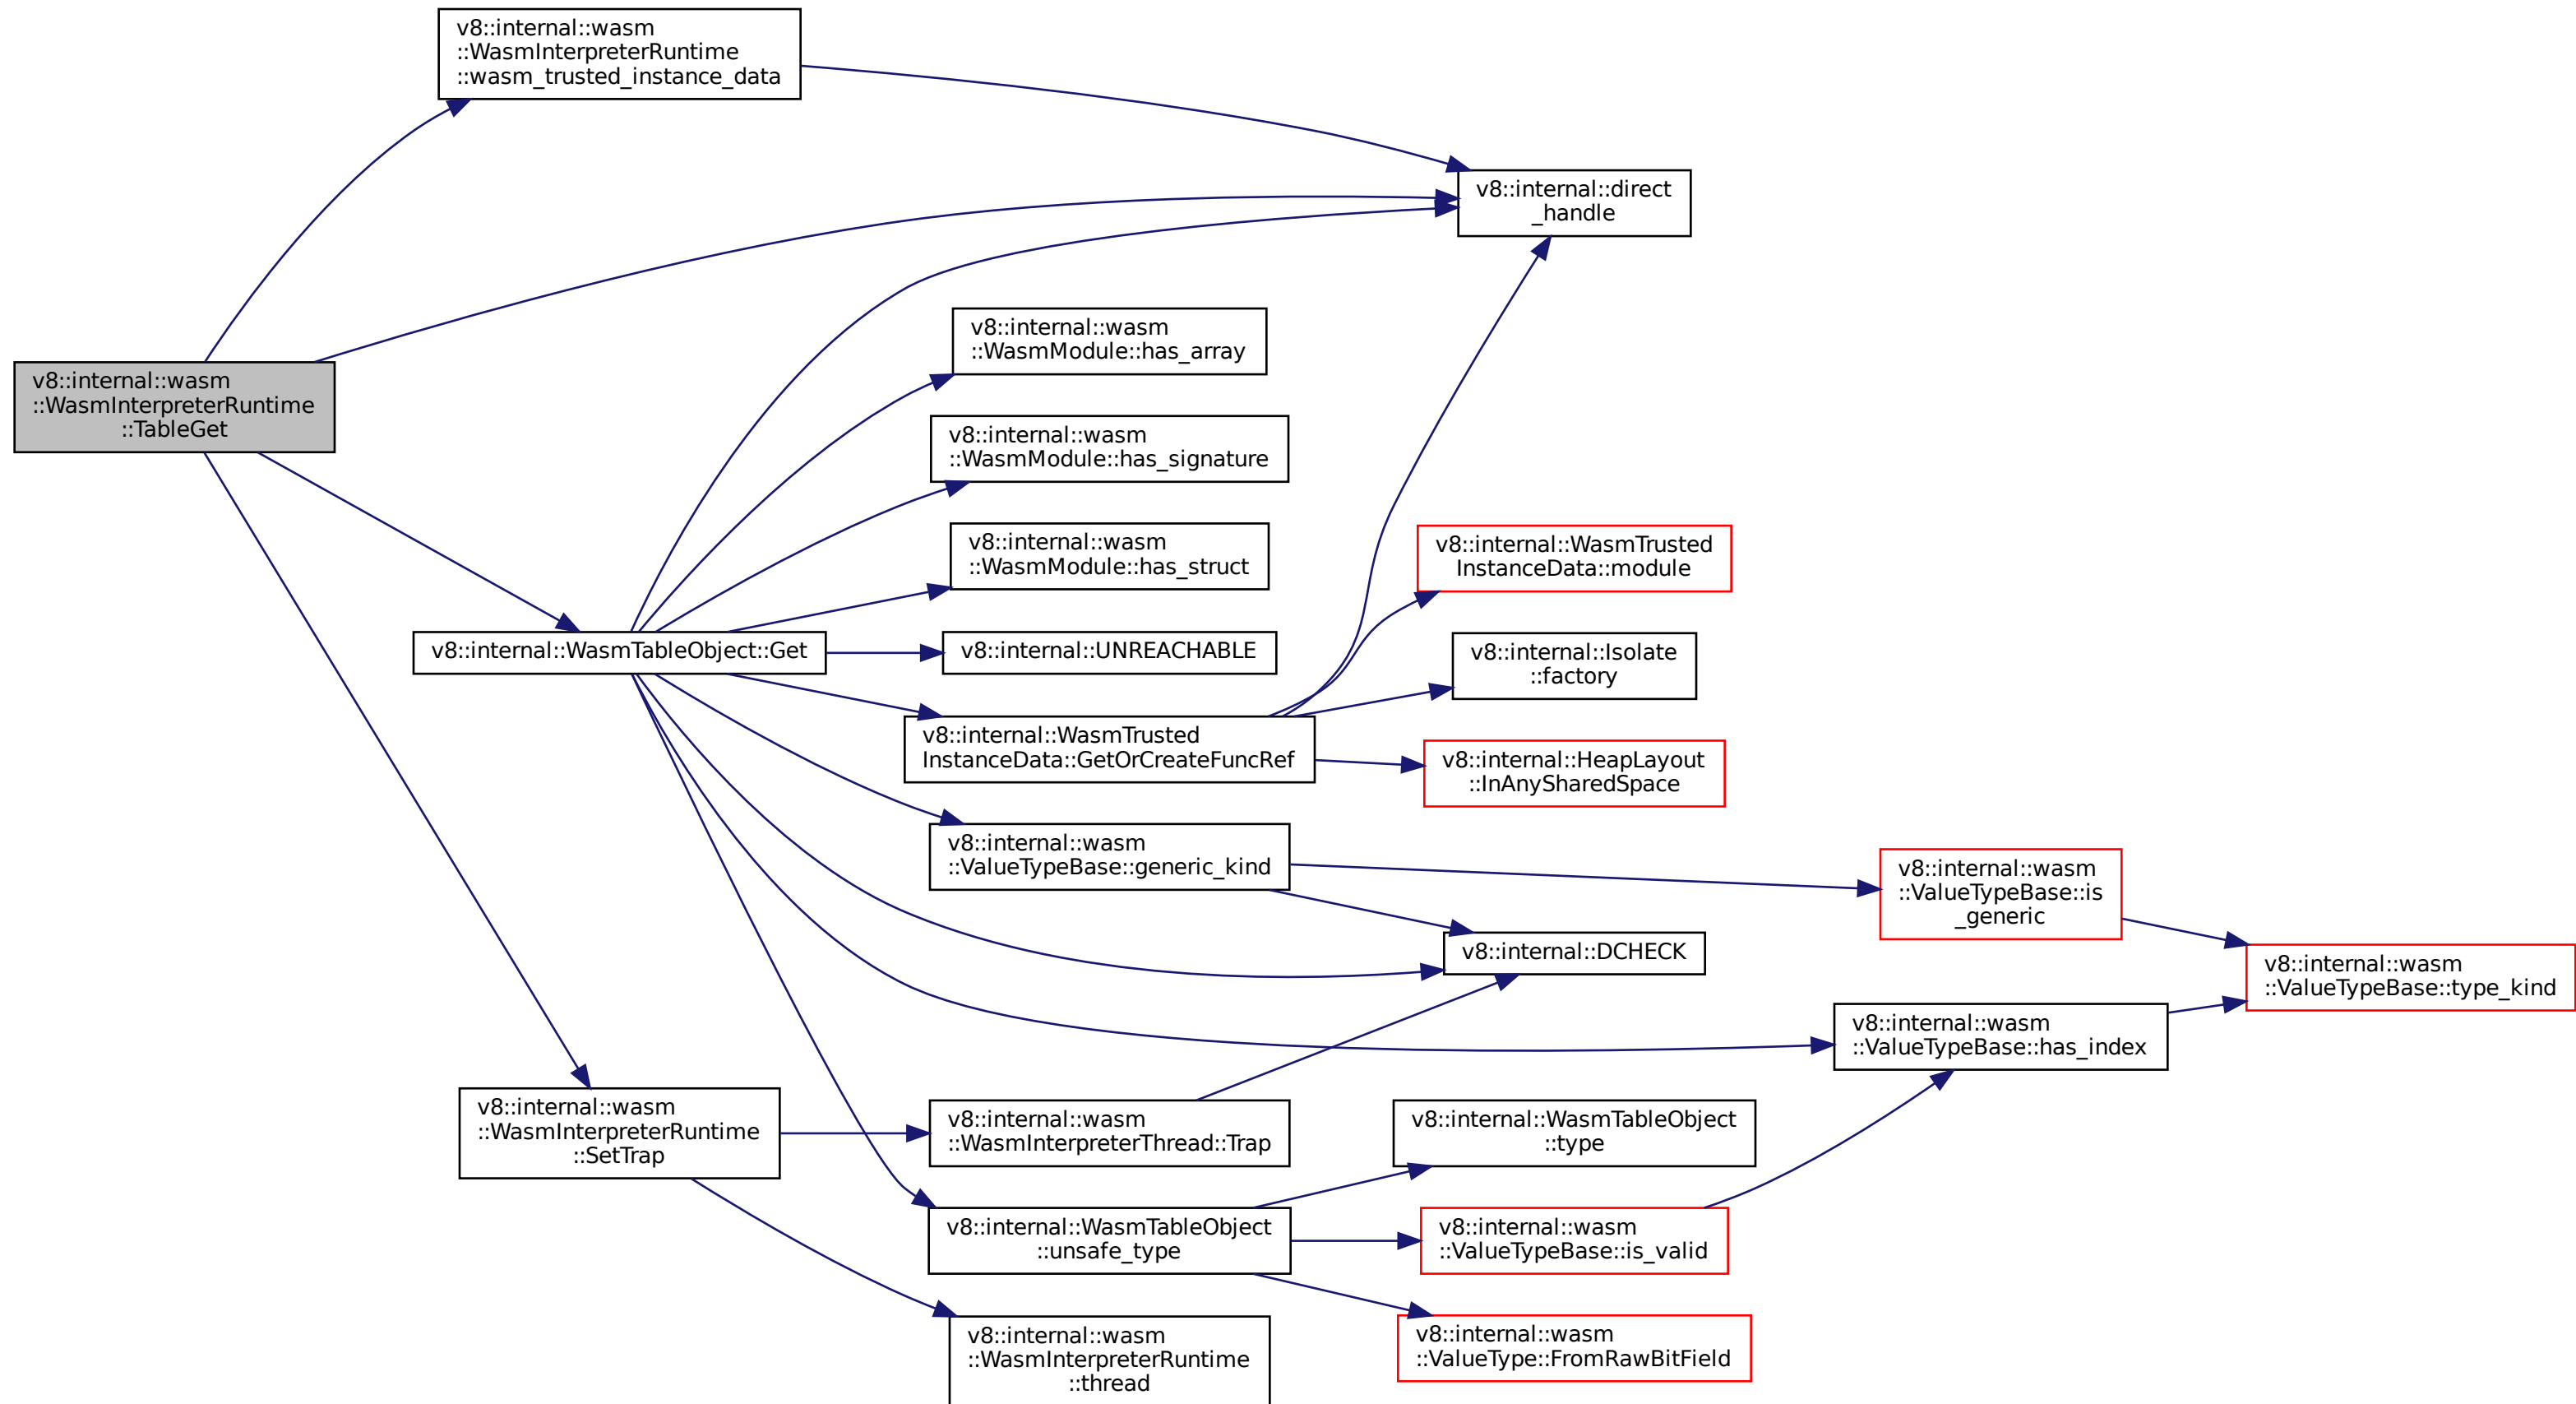 v8::internal::wasm
::WasmInterpreterRuntime
::wasm_trusted_instance_data
v8::internal::direct
_handle
v8::internal::wasm
::WasmModule::has_array
v8::internal::wasm
::WasmInterpreterRuntime
::TableGet
v8::internal::wasm
::WasmModule::has_signature
v8::internal::wasm
::WasmModule::has_struct
v8::internal::WasmTrusted
InstanceData::module
v8::internal::WasmTableObject::Get
v8::internal::UNREACHABLE
v8::internal::Isolate
::factory
v8::internal::WasmTrusted
InstanceData::GetOrCreateFuncRef
v8::internal::HeapLayout
::InAnySharedSpace
v8::internal::wasm
::ValueTypeBase::generic_kind
v8::internal::wasm
::ValueTypeBase::is
_generic
v8::internal::DCHECK
v8::internal::wasm
::ValueTypeBase::type_kind
v8::internal::wasm
::ValueTypeBase::has_index
v8::internal::wasm
::WasmInterpreterRuntime
::SetTrap
v8::internal::wasm
::WasmInterpreterThread::Trap
v8::internal::WasmTableObject
::type
v8::internal::WasmTableObject
::unsafe_type
v8::internal::wasm
::ValueTypeBase::is_valid
v8::internal::wasm
::WasmInterpreterRuntime
::thread
v8::internal::wasm
::ValueType::FromRawBitField